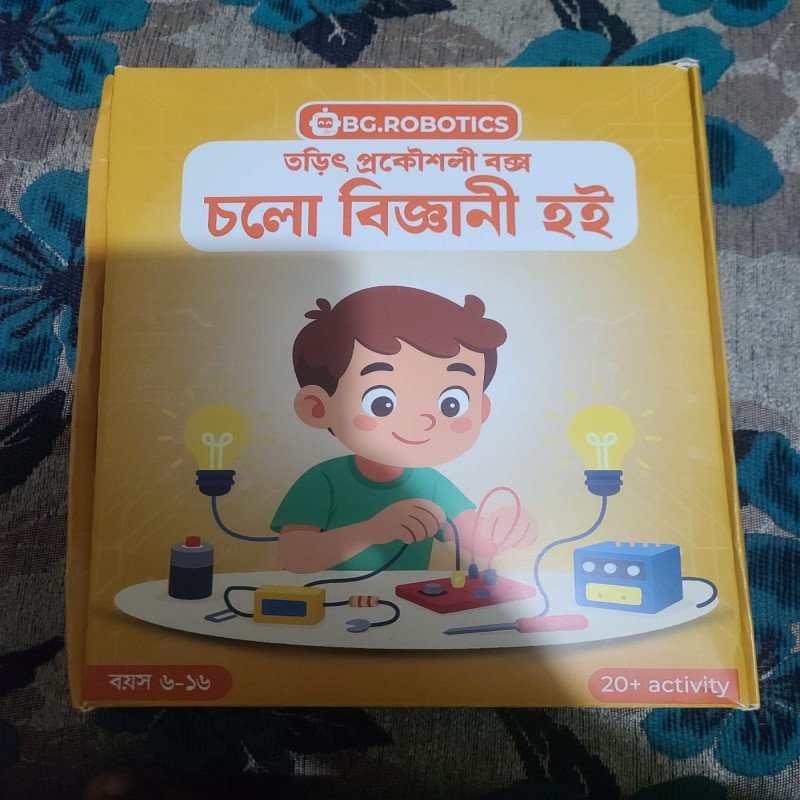 BG.ROBOTICS
তড়িৎ প্রকৌশলী বক্স
চলো বিজ্ঞানী হই
বয়স ৬-১৬
20+ activity